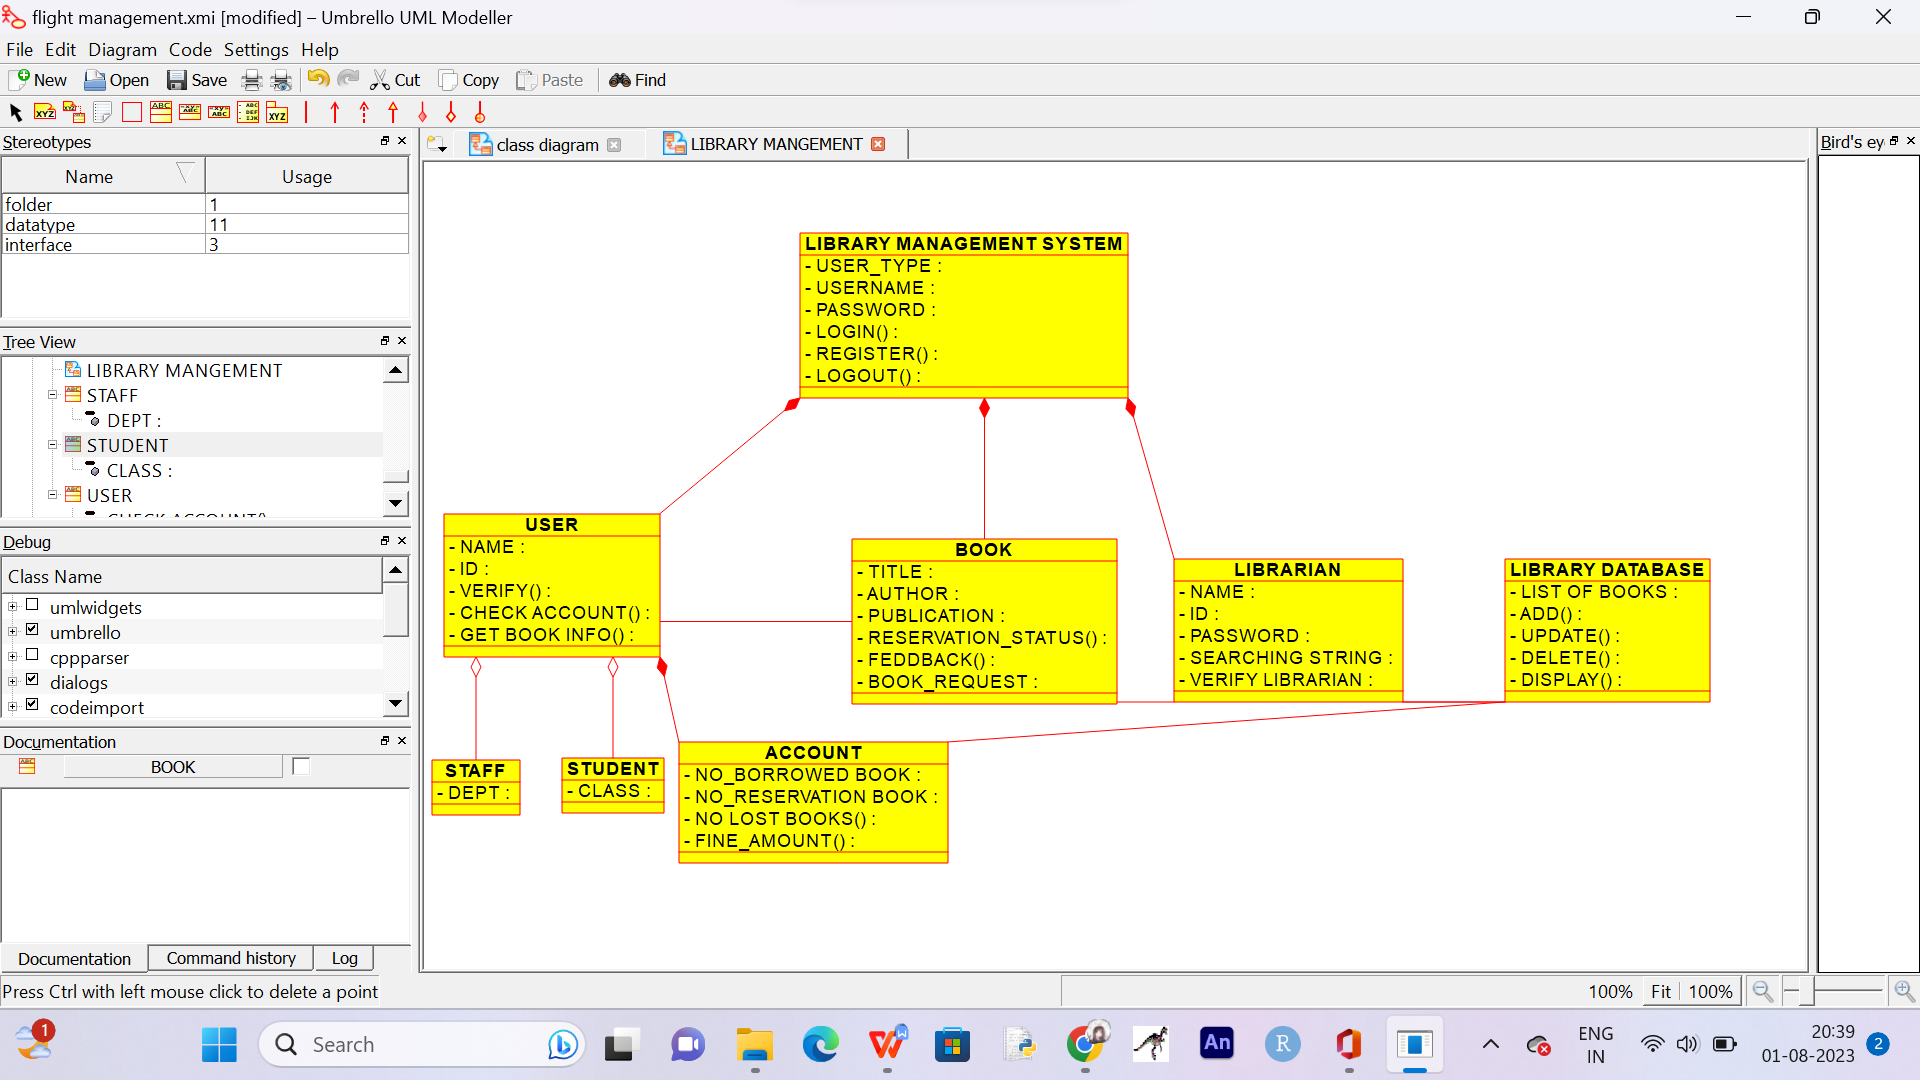 flight management.xmi [modified] – Umbrello UML Modeller
File Edit Diagram Code Settings Help
New Open Save Cut Copy Paste Find
Stereotypes
Name Usage
folder 1
datatype 11
interface 3
Tree View
LIBRARY MANGEMENT
STAFF
DEPT :
STUDENT
CLASS :
USER
CHECK ACCOUNT()
Debug
Class Name
umlwidgets
umbrello
cppparser
dialogs
codeimport
Documentation
BOOK
Documentation Command history Log
Press Ctrl with left mouse click to delete a point
class diagram
LIBRARY MANGEMENT
Bird's ey
LIBRARY MANAGEMENT SYSTEM
- USER_TYPE :
- USERNAME :
- PASSWORD :
- LOGIN() :
- REGISTER() :
- LOGOUT() :
USER
- NAME :
- ID :
- VERIFY() :
- CHECK ACCOUNT() :
- GET BOOK INFO() :
BOOK
- TITLE :
- AUTHOR :
- PUBLICATION :
- RESERVATION_STATUS() :
- FEDDBACK() :
- BOOK_REQUEST :
LIBRARIAN
- NAME :
- ID :
- PASSWORD :
- SEARCHING STRING :
- VERIFY LIBRARIAN :
LIBRARY DATABASE
- LIST OF BOOKS :
- ADD() :
- UPDATE() :
- DELETE() :
- DISPLAY() :
STAFF
- DEPT :
STUDENT
- CLASS :
ACCOUNT
- NO_BORROWED BOOK :
- NO_RESERVATION BOOK :
- NO LOST BOOKS() :
- FINE_AMOUNT() :
100% Fit 100%
1
Search
An
R
ENG
IN
20:39
01-08-2023
2